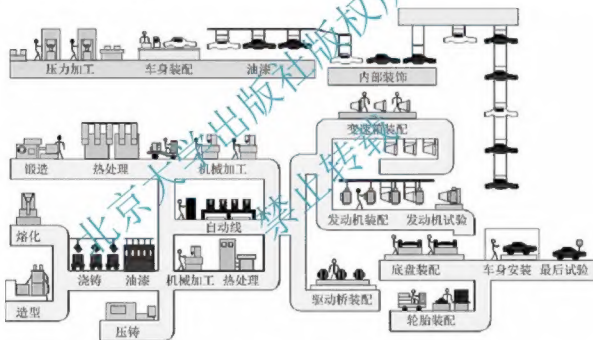 压力加工 车身装配 油漆
内部装饰
变速箱装配
锻造 热处理 机械加工
发动机装配 发动机试验
自动线
熔化
浇铸 油漆 机械加工 热处理
底盘装配 车身安装 最后试验
驱动桥装配
造型
压铸
轮胎装配
北京大学出版社版权所
禁止转载